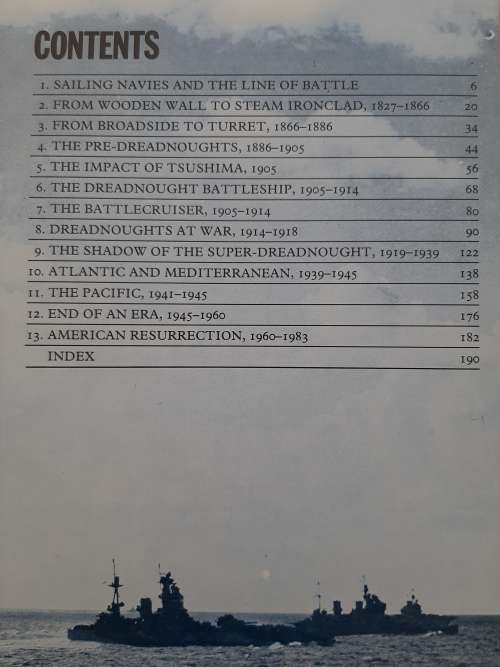 CONTENTS
1. SAILING NAVIES AND THE LINE OF BATTLE 6
2. FROM WOODEN WALL TO STEAM IRONCLAD, 1827–1866 20
3. FROM BROADSIDE TO TURRET, 1866–1886 34
4. THE PRE-DREADNOUGHTS, 1886–1905 44
5. THE IMPACT OF TSUSHIMA, 1905 56
6. THE DREADNOUGHT BATTLESHIP, 1905–1914 68
7. THE BATTLECRUISER, 1905–1914 80
8. DREADNOUGHTS AT WAR, 1914–1918 90
9. THE SHADOW OF THE SUPER-DREADNOUGHT, 1919–1939 122
10. ATLANTIC AND MEDITERRANEAN, 1939–1945 138
11. THE PACIFIC, 1941–1945 158
12. END OF AN ERA, 1945–1960 176
13. AMERICAN RESURRECTION, 1960–1983 182
INDEX 190